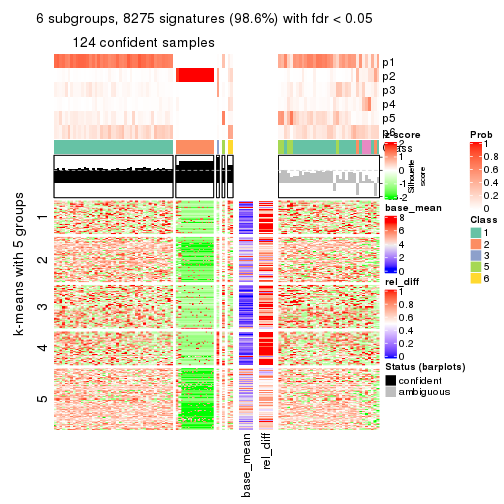 6 subgroups, 8275 signatures (98.6%) with fdr < 0.05
124 confident samples
p1
p2
p3
p4
p5
p6
Class
Silhouette
score
k-means with 5 groups
1
2
3
4
5
base_mean
rel_diff
z-score
2
1
0
-1
-2
base_mean
8
6
4
2
0
rel_diff
1
0.8
0.6
0.4
0.2
0
Status (barplots)
confident
ambiguous
Prob
1
0.8
0.6
0.4
0.2
0
Class
1
2
3
5
6